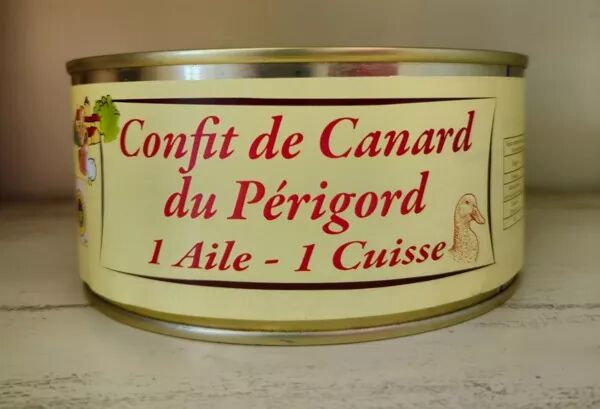 Confit de Canard
du Périgord
1 Aile - 1 Cuisse